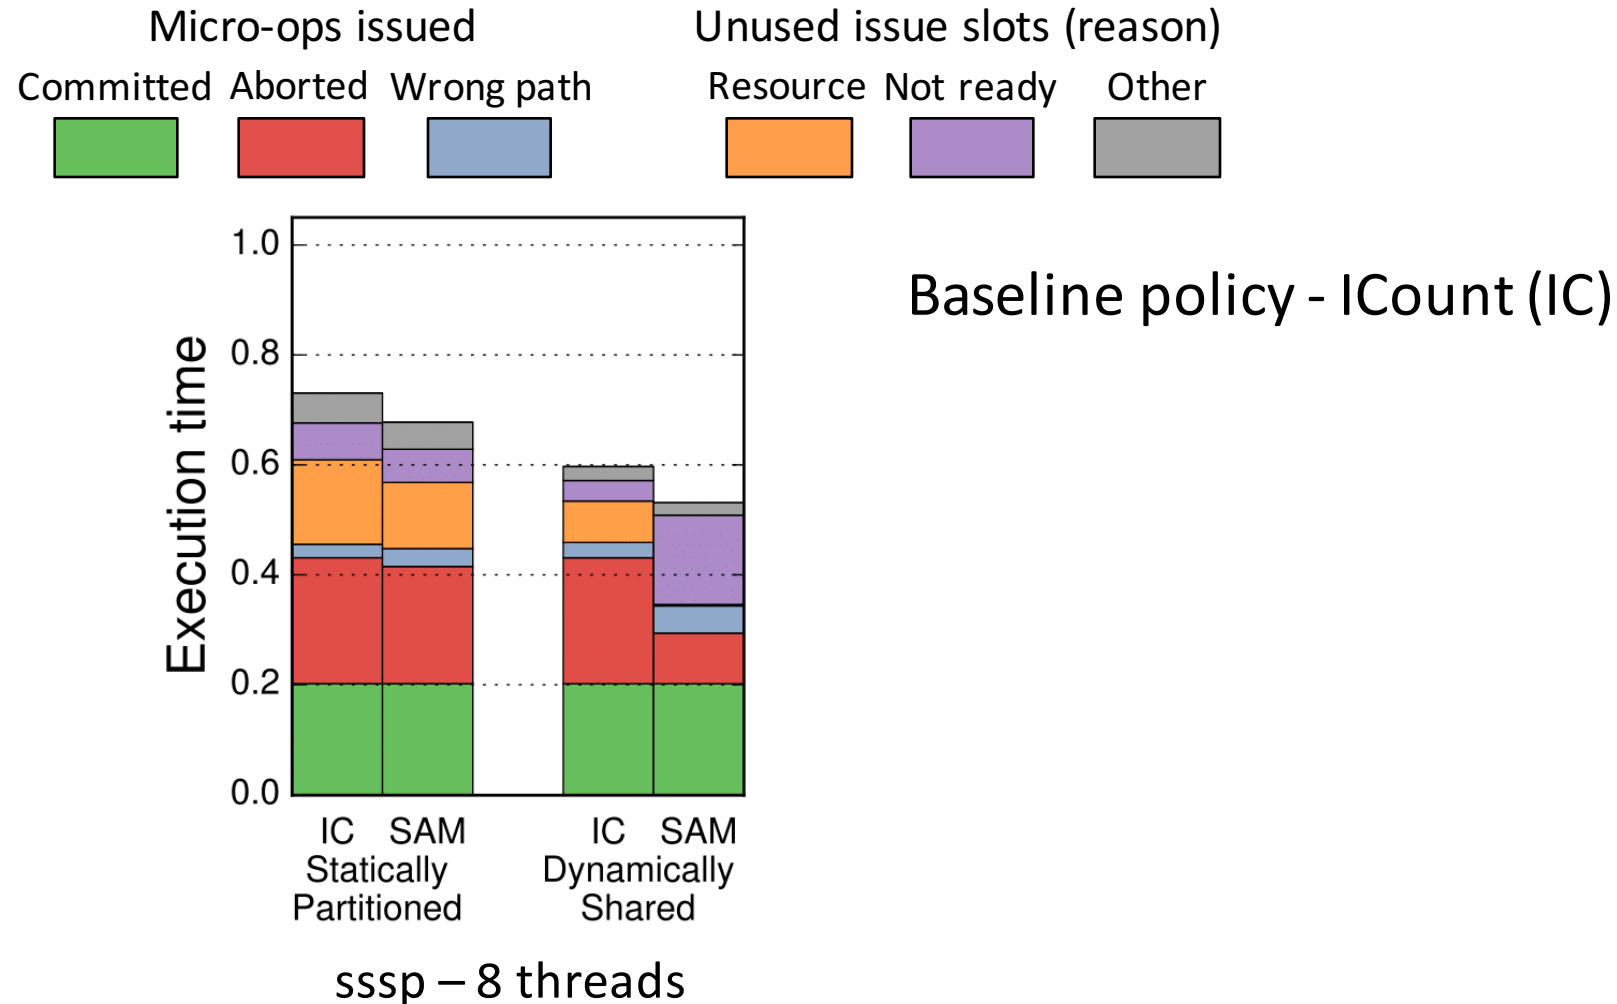 Micro-ops issued
Unused issue slots (reason)
Committed Aborted Wrong path
Resource Not ready Other
1.0
0.8
0.6
0.4
0.2
0.0
Execution time
Baseline policy - ICount (IC)
IC SAM
Statically
Partitioned
IC SAM
Dynamically
Shared
sssp – 8 threads